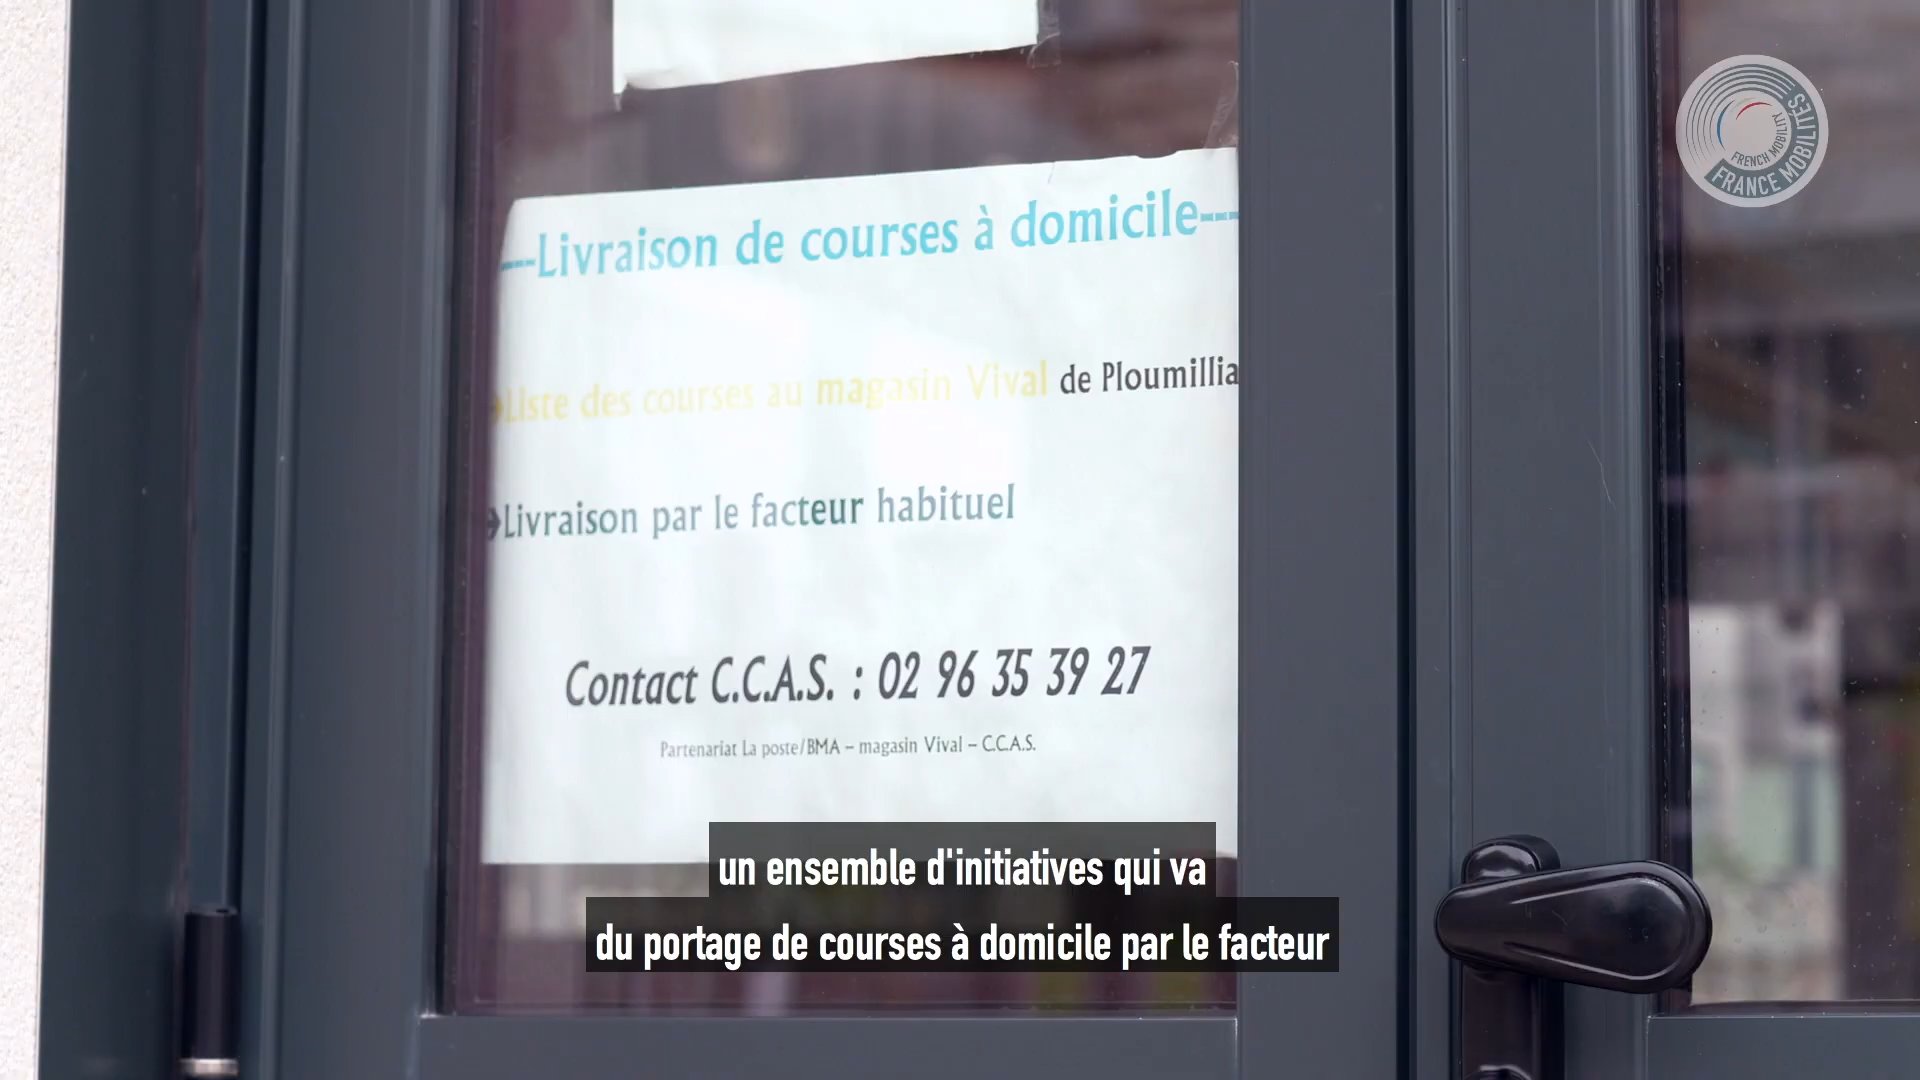 FRENCH MOBILITY
FRANCE MOBILITÉS
---Livraison de courses à domicile---
→Liste des courses au magasin Vival de Ploumillia
→Livraison par le facteur habituel
Contact C.C.A.S. : 02 96 35 39 27
Partenariat La poste/BMA – magasin Vival – C.C.A.S.
un ensemble d'initiatives qui va
du portage de courses à domicile par le facteur